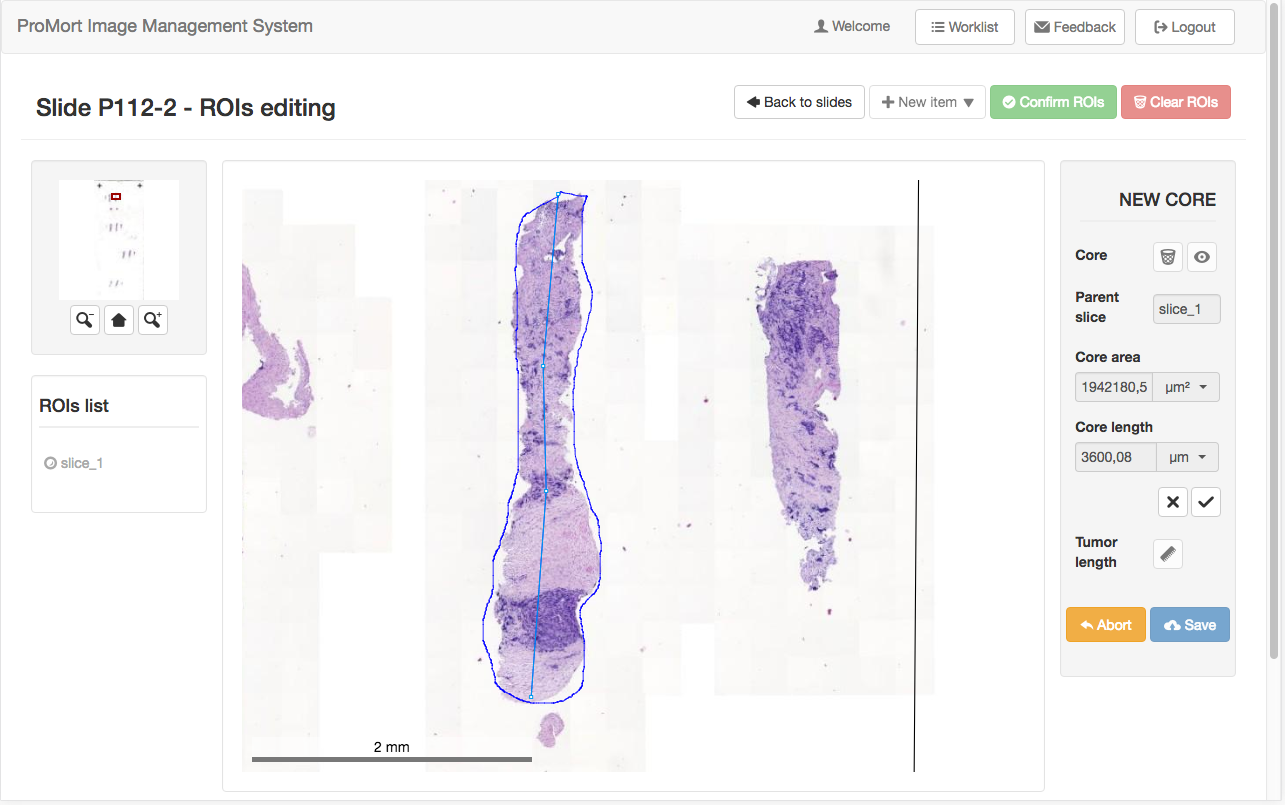 ProMort Image Management System
Welcome
Worklist
Feedback
Logout
Slide P112-2 - ROIs editing
Back to slides
New item
Confirm ROIs
Clear ROIs
ROIs list
slice_1
2 mm
NEW CORE
Core
Parent
slice
slice_1
Core area
1942180,5 µm²
Core length
3600,08 µm
Tumor
length
Abort
Save